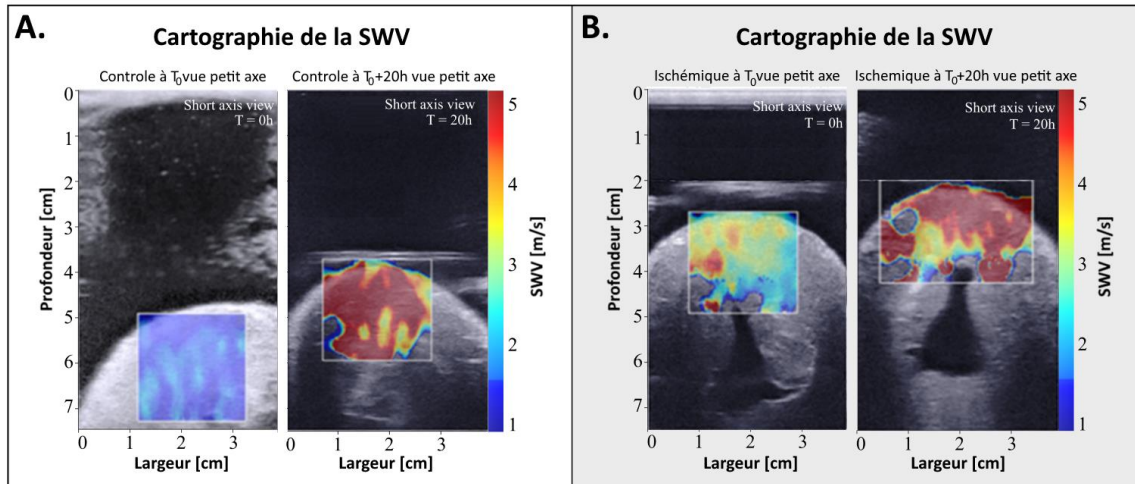 A.
Cartographie de la SWV
Controle à T0 vue petit axe
Controle à T0+20h vue petit axe
Short axis view
T = 0h
Short axis view
T = 20h
Profondeur [cm]
0
1
2
3
4
5
6
7
0
1
2
3
0
1
2
3
Largeur [cm]
Largeur [cm]
5
4
3
2
1
SWV [m/s]
B.
Cartographie de la SWV
Ischémique à T0 vue petit axe
Ischemique à T0+20h vue petit axe
Short axis view
T = 0h
Short axis view
T = 20h
Profondeur [cm]
0
1
2
3
4
5
6
7
0
1
2
3
0
1
2
3
Largeur [cm]
Largeur [cm]
5
4
3
2
1
SWV [m/s]